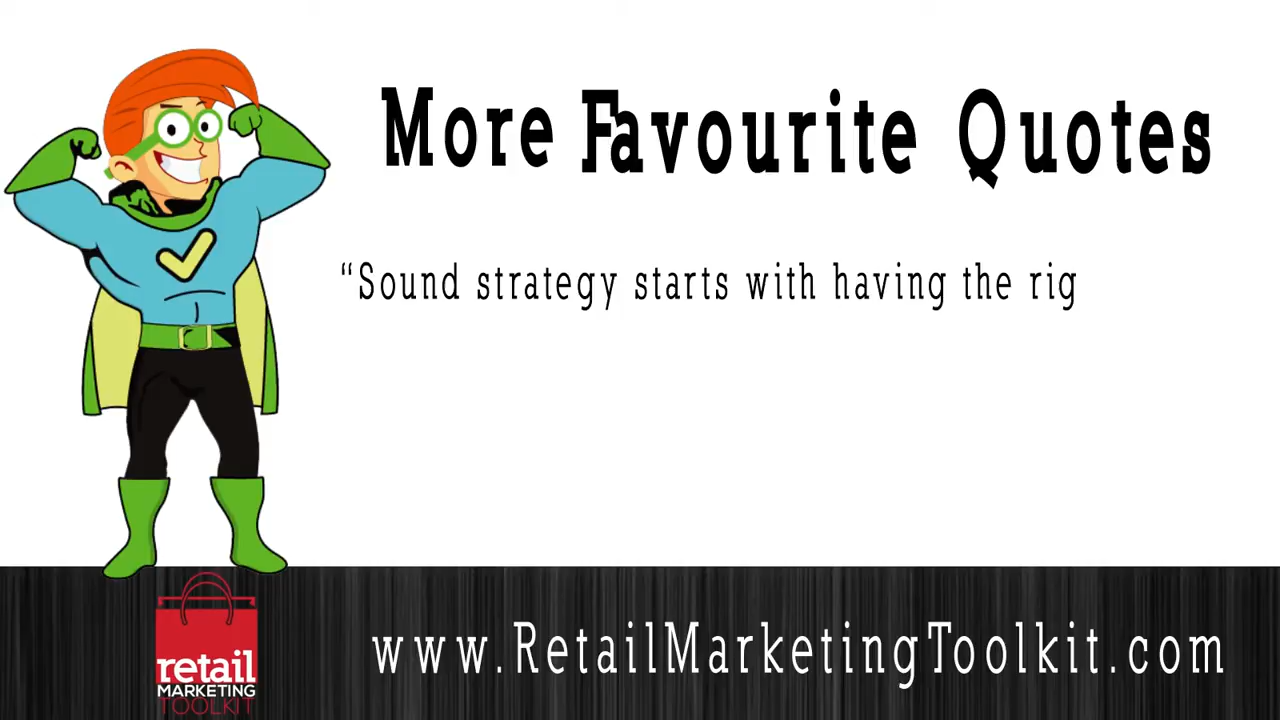 More Favourite Quotes
“Sound strategy starts with having the rig
retail
MARKETING
TOOLKIT
www.RetailMarketingToolkit.com